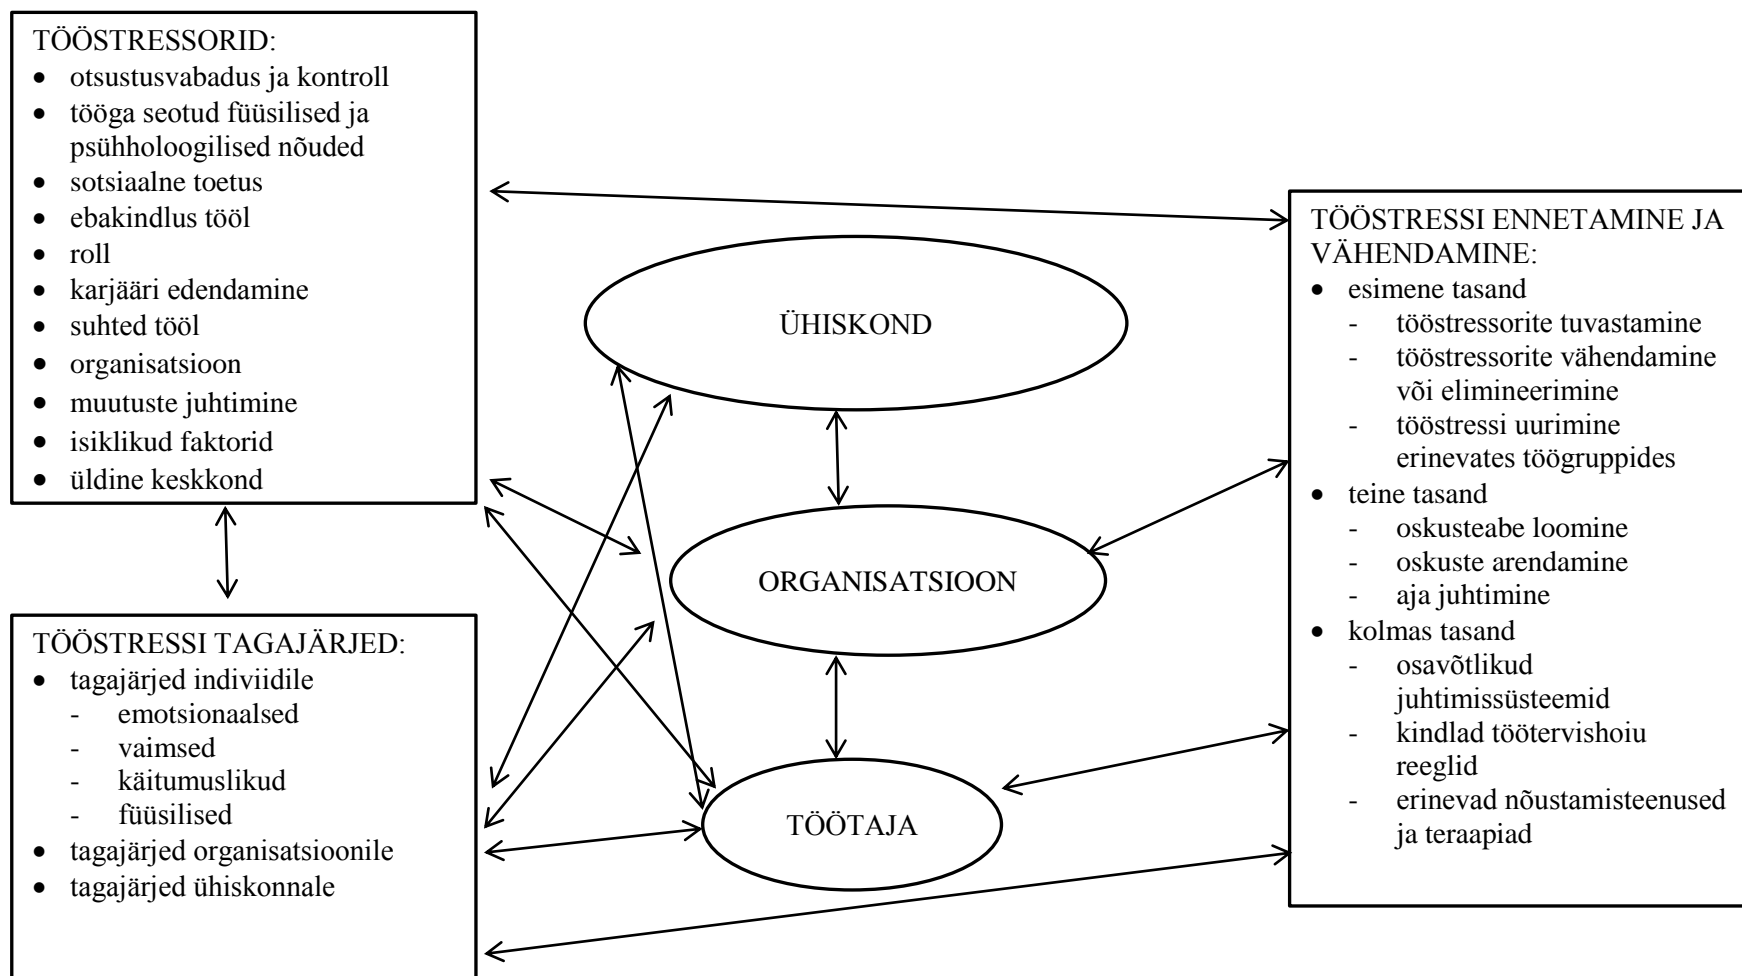 TÖÖSTRESSORID:
• otsustusvabadus ja kontroll
• tööga seotud füüsilised ja
psühholoogilised nõuded
• sotsiaalne toetus
• ebakindlus tööl
• roll
• karjääri edendamine
• suhted tööl
• organisatsioon
• muutuste juhtimine
• isiklikud faktorid
• üldine keskkond
TÖÖSTRESSI TAGAJÄRJED:
• tagajärjed indiviidile
- emotsionaalsed
- vaimsed
- käitumuslikud
- füüsilised
• tagajärjed organisatsioonile
• tagajärjed ühiskonnale
ÜHISKOND
ORGANISATSIOON
TÖÖTAJA
TÖÖSTRESSI ENNETAMINE JA
VÄHENDAMINE:
• esimene tasand
- tööstressorite tuvastamine
- tööstressorite vähendamine
või elimineerimine
- tööstressi uurimine
erinevates töögruppides
• teine tasand
- oskusteabe loomine
- oskuste arendamine
- aja juhtimine
• kolmas tasand
- osavõtlikud
juhtimissüsteemid
- kindlad töötervishoiu
reeglid
- erinevad nõustamisteenused
ja teraapiad